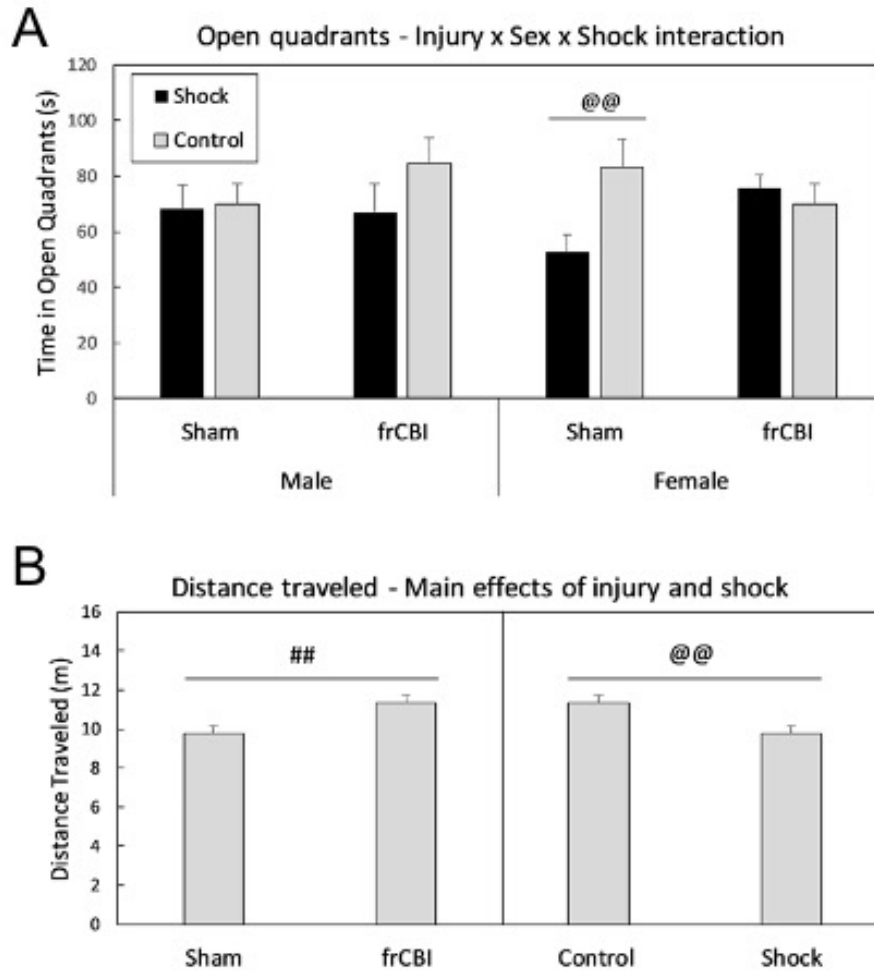 A
Open quadrants - Injury x Sex x Shock interaction
120
100
80
60
40
20
0
Time in Open Quadrants (s)
Shock
Control
@@
Sham
frCBI
Sham
frCBI
Male
Female
B
Distance traveled - Main effects of injury and shock
16
14
12
10
8
6
4
2
0
Distance Traveled (m)
##
@@
Sham
frCBI
Control
Shock